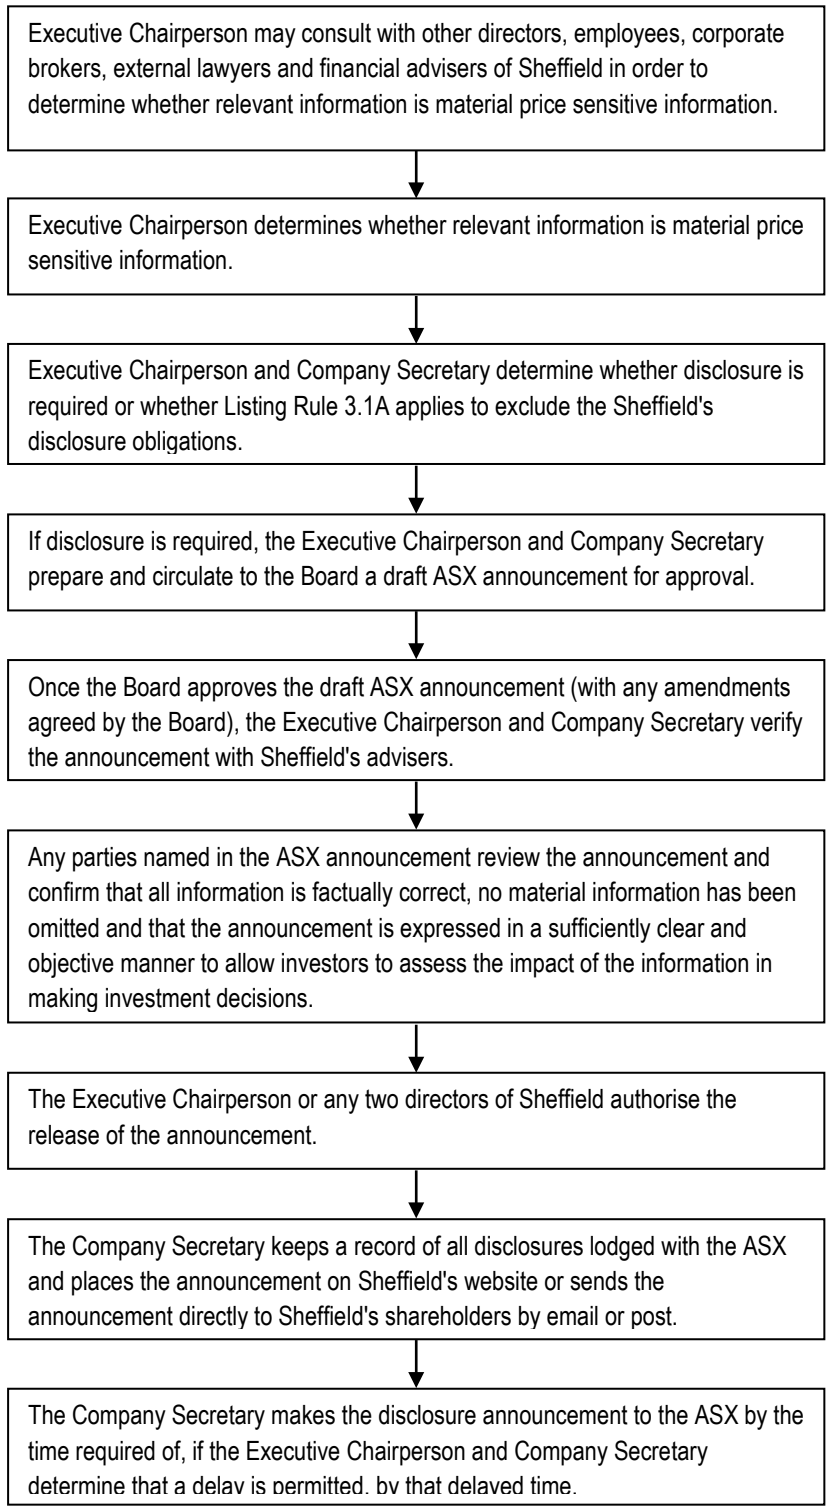 Executive Chairperson may consult with other directors, employees, corporate
brokers, external lawyers and financial advisers of Sheffield in order to
determine whether relevant information is material price sensitive information.
Executive Chairperson determines whether relevant information is material price
sensitive information.
Executive Chairperson and Company Secretary determine whether disclosure is
required or whether Listing Rule 3.1A applies to exclude the Sheffield's
disclosure obligations.
If disclosure is required, the Executive Chairperson and Company Secretary
prepare and circulate to the Board a draft ASX announcement for approval.
Once the Board approves the draft ASX announcement (with any amendments
agreed by the Board), the Executive Chairperson and Company Secretary verify
the announcement with Sheffield's advisers.
Any parties named in the ASX announcement review the announcement and
confirm that all information is factually correct, no material information has been
omitted and that the announcement is expressed in a sufficiently clear and
objective manner to allow investors to assess the impact of the information in
making investment decisions.
The Executive Chairperson or any two directors of Sheffield authorise the
release of the announcement.
The Company Secretary keeps a record of all disclosures lodged with the ASX
and places the announcement on Sheffield's website or sends the
announcement directly to Sheffield's shareholders by email or post.
The Company Secretary makes the disclosure announcement to the ASX by the
time required of, if the Executive Chairperson and Company Secretary
determine that a delay is permitted, by that delayed time.